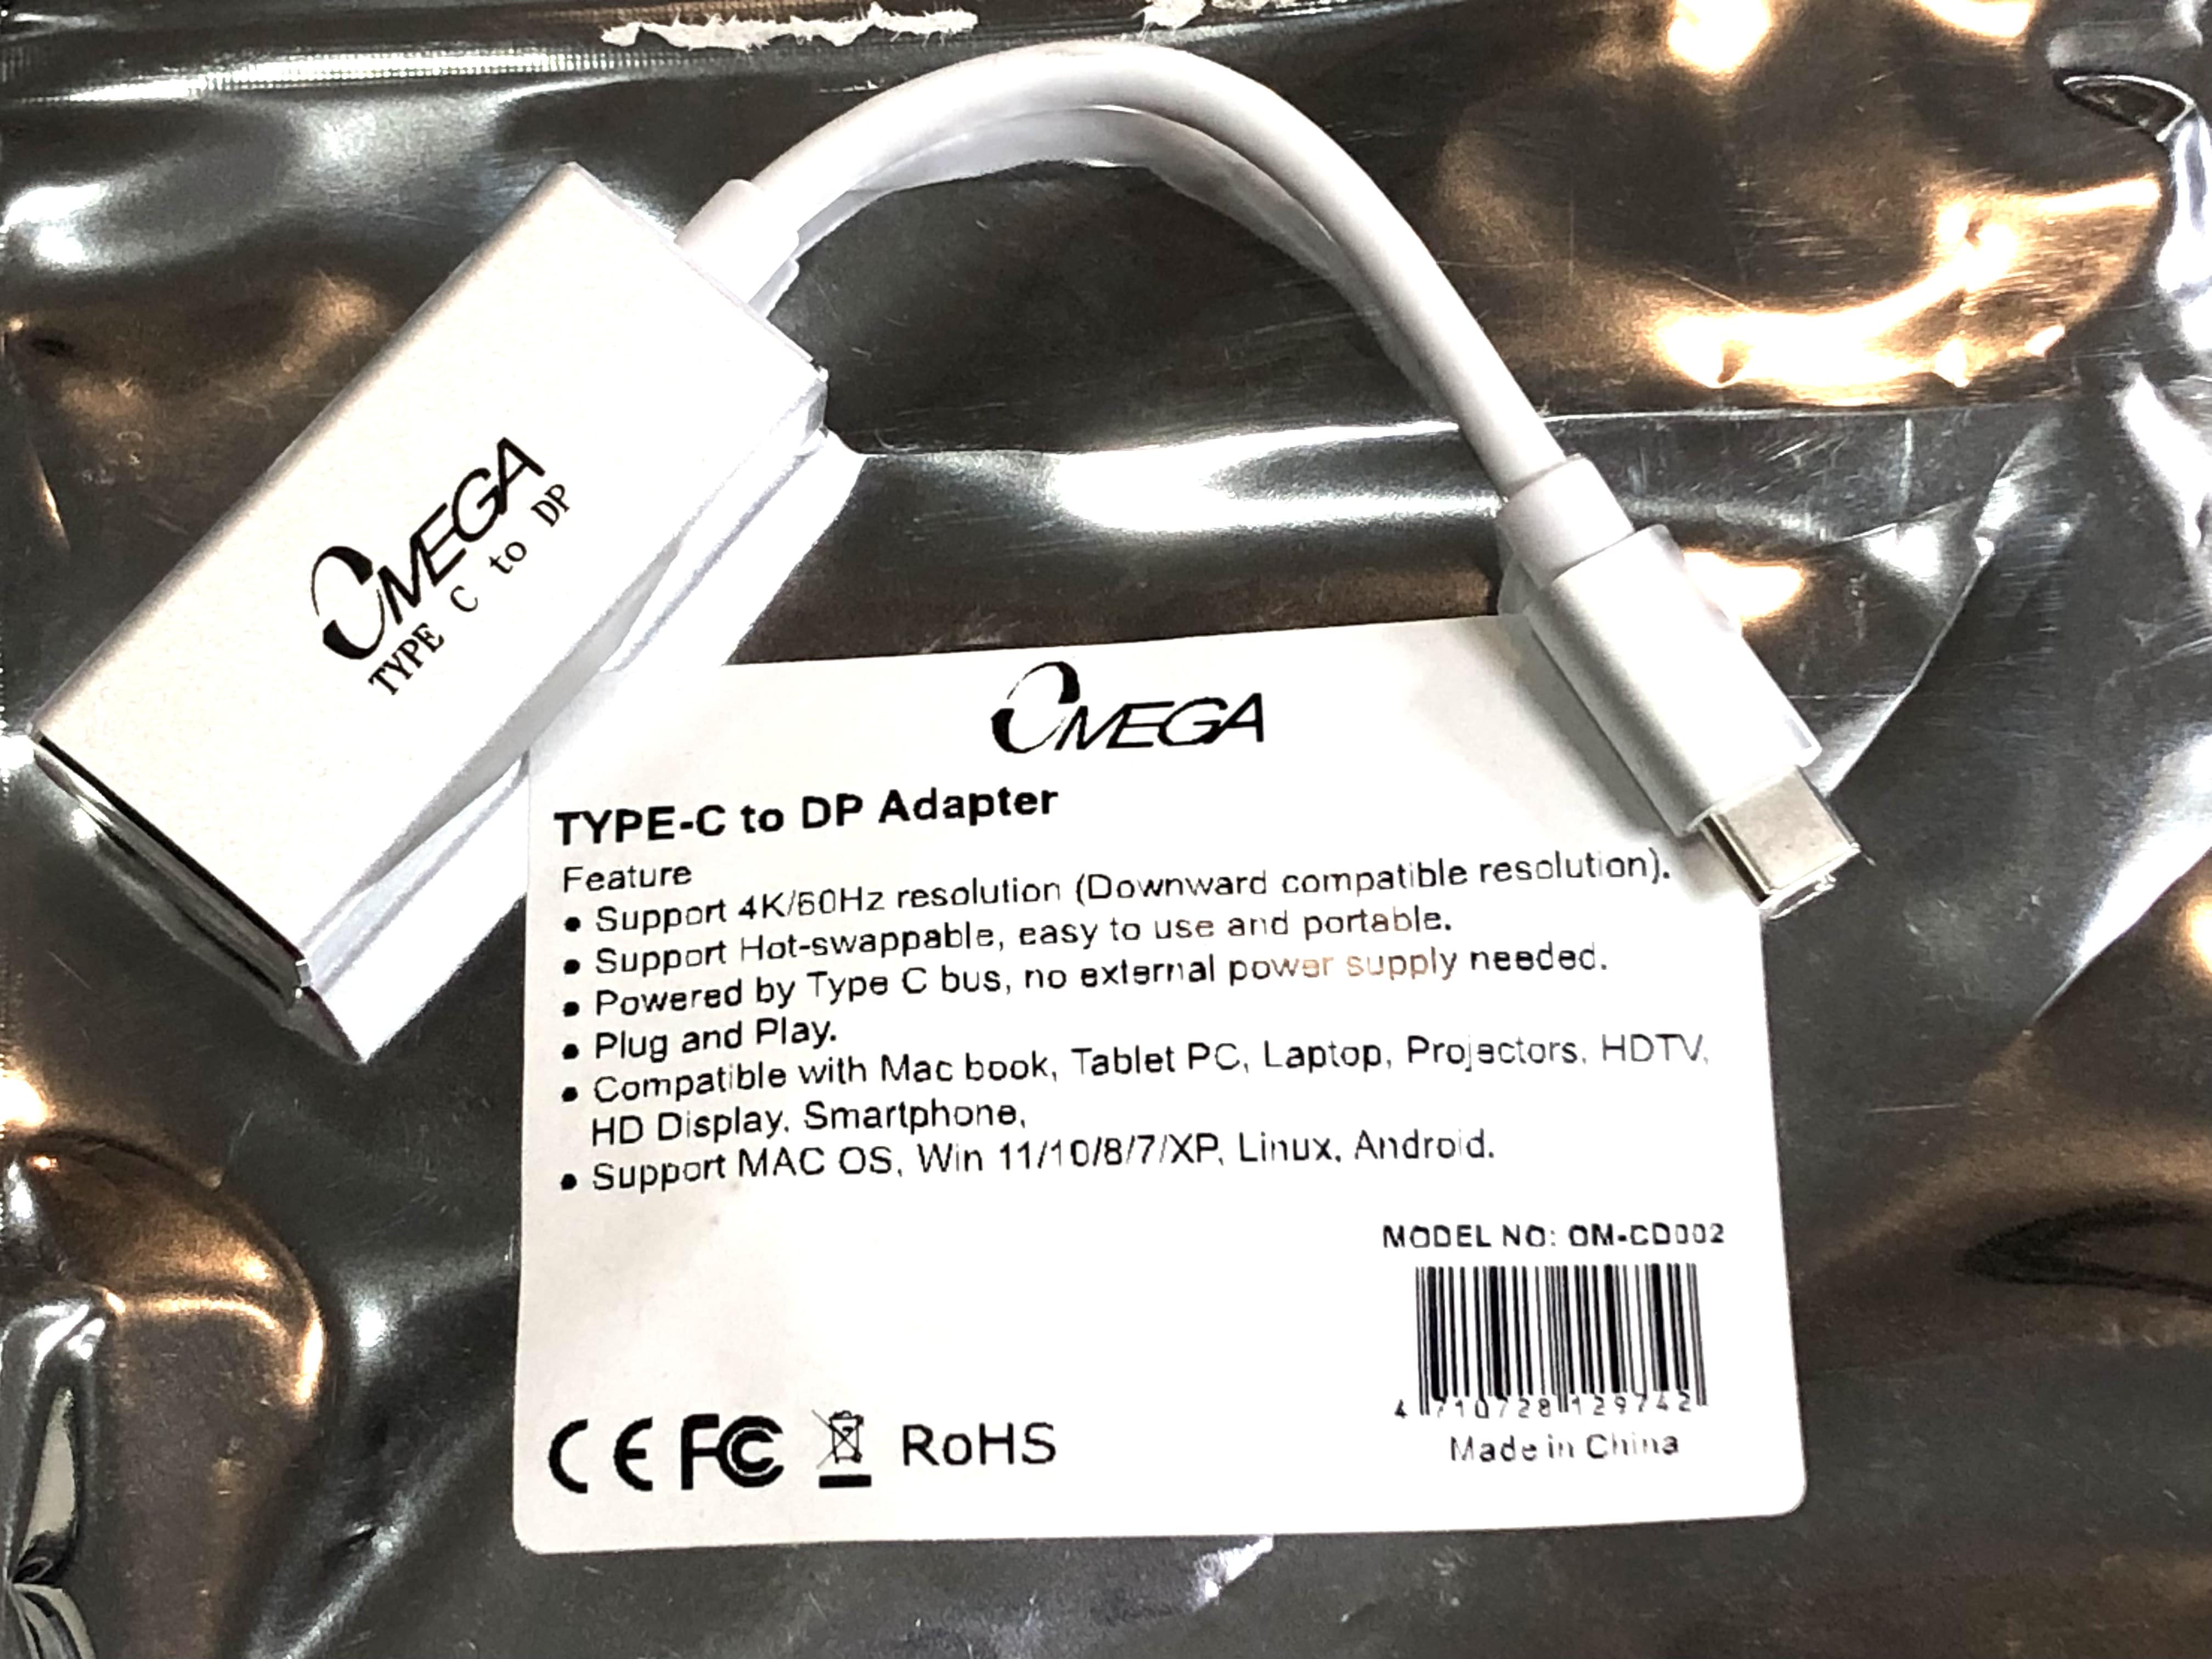 OMEGA
TYPE C to DP
OMEGA
TYPE-C to DP Adapter
Feature
• Support 4K/60Hz resolution (Downward compatible resolution).
• Support Hot-swappable, easy to use and portable.
• Powered by Type C bus, no external power supply needed.
• Plug and Play.
• Compatible with Mac book, Tablet PC, Laptop, Projectors, HDTV,
HD Display, Smartphone,
• Support MAC OS, Win 11/10/8/7/XP, Linux, Android.
MODEL NO: OM-CD002
4 710728 129742
Made in China
CE FC RoHS